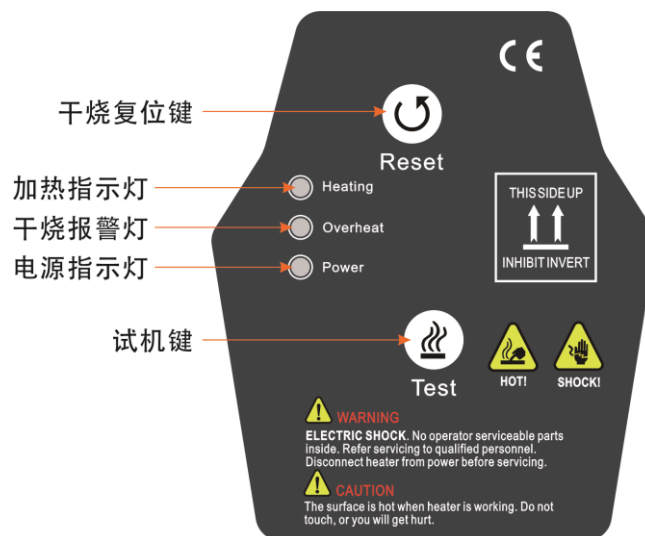 CE
干烧复位键
Reset
加热指示灯
Heating
干烧报警灯
Overheat
电源指示灯
Power
THIS SIDE UP
INHIBIT INVERT
试机键
Test
HOT!
SHOCK!
WARNING
ELECTRIC SHOCK. No operator serviceable parts
inside. Refer servicing to qualified personnel.
Disconnect heater from power before servicing.
CAUTION
The surface is hot when heater is working. Do not
touch, or you will get hurt.